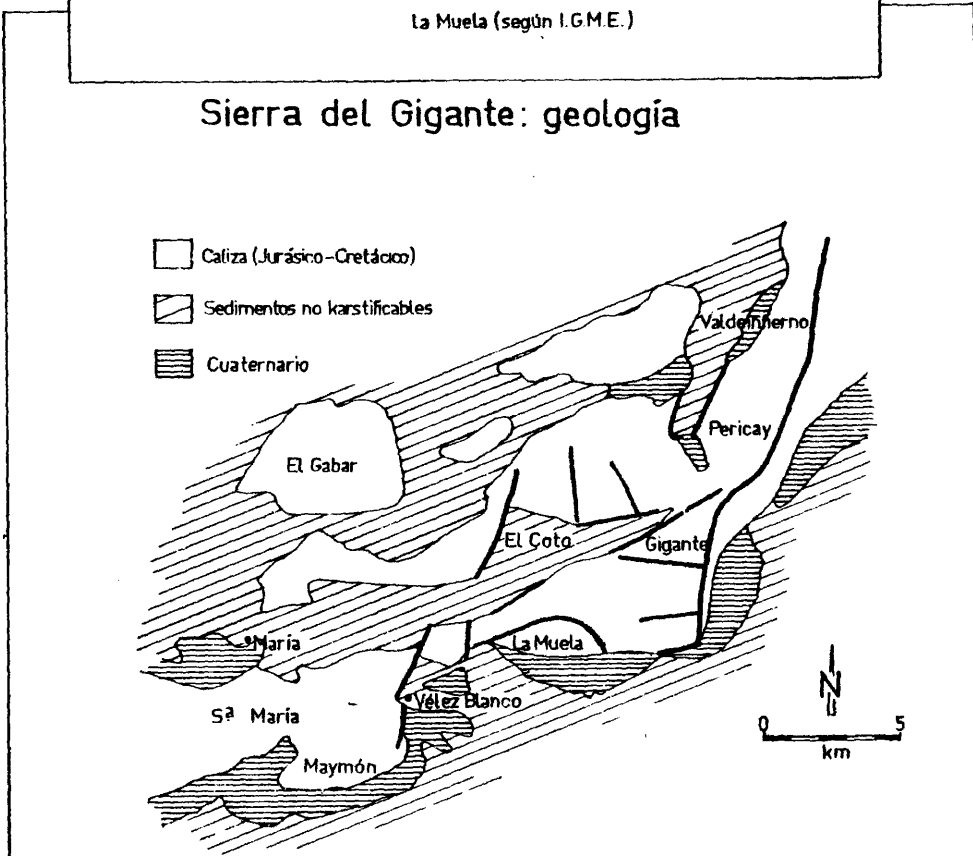 La Muela (según I.G.M.E.)
Sierra del Gigante: geología
Caliza (Jurásico-Cretácico)
Sedimentos no karstificables
Cuaternario
Valdeinfierno
Pericay
El Gabar
El Coto
Gigante
María
La Muela
Vélez Blanco
Sª María
Maymón
N
0 5
km